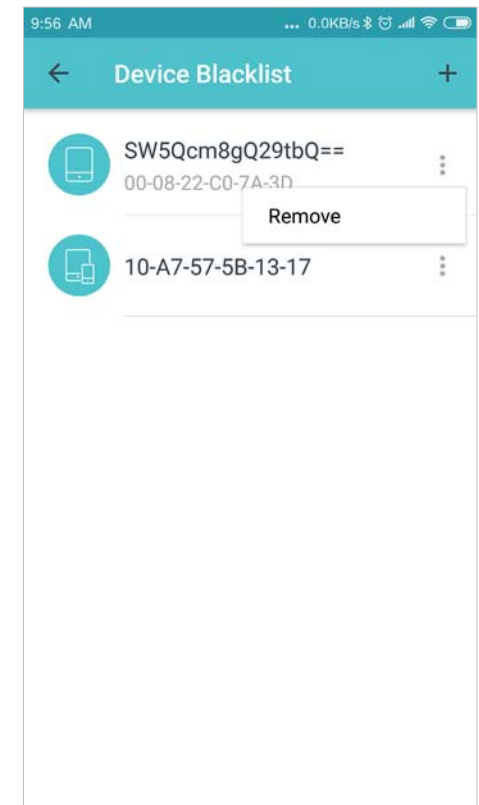 9:56 AM ... 0.0KB/s
Device Blacklist
SW5Qcm8gQ29tbQ==
00-08-22-C0-7A-3D
Remove
10-A7-57-5B-13-17